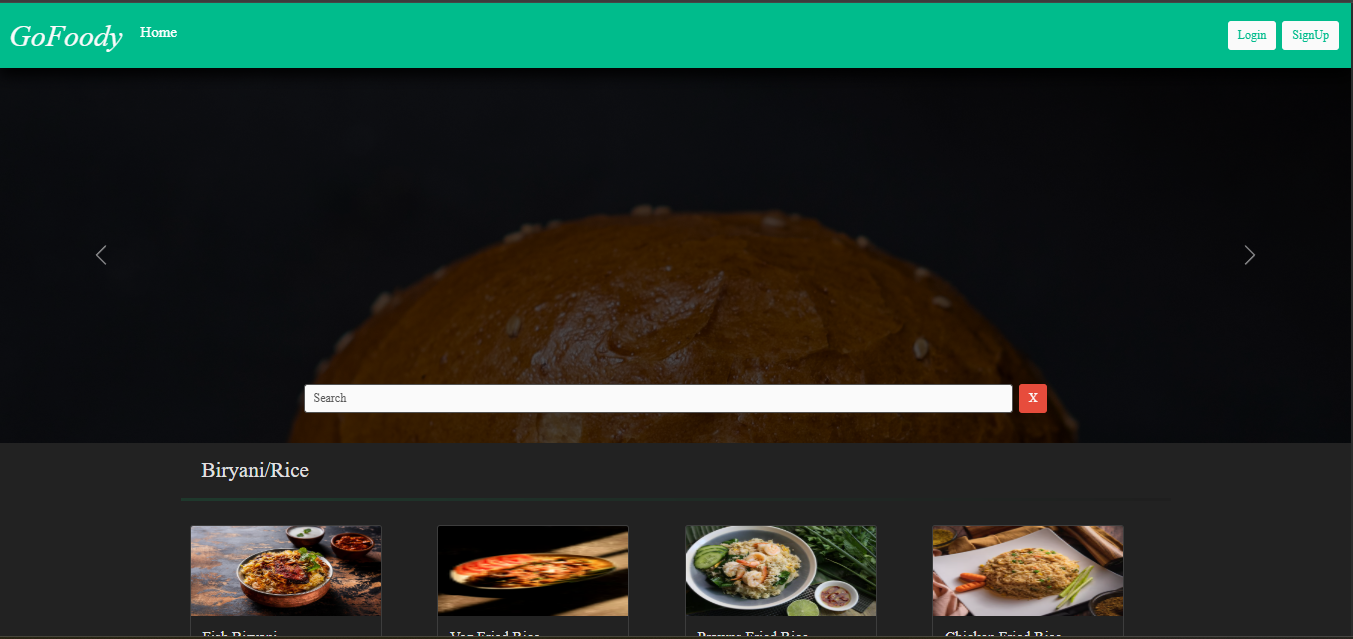 GoFoody Home Login SignUp
Search X
Biryani/Rice
Fish Biryani Veg Fried Rice Prawns Fried Rice Chicken Fried Rice